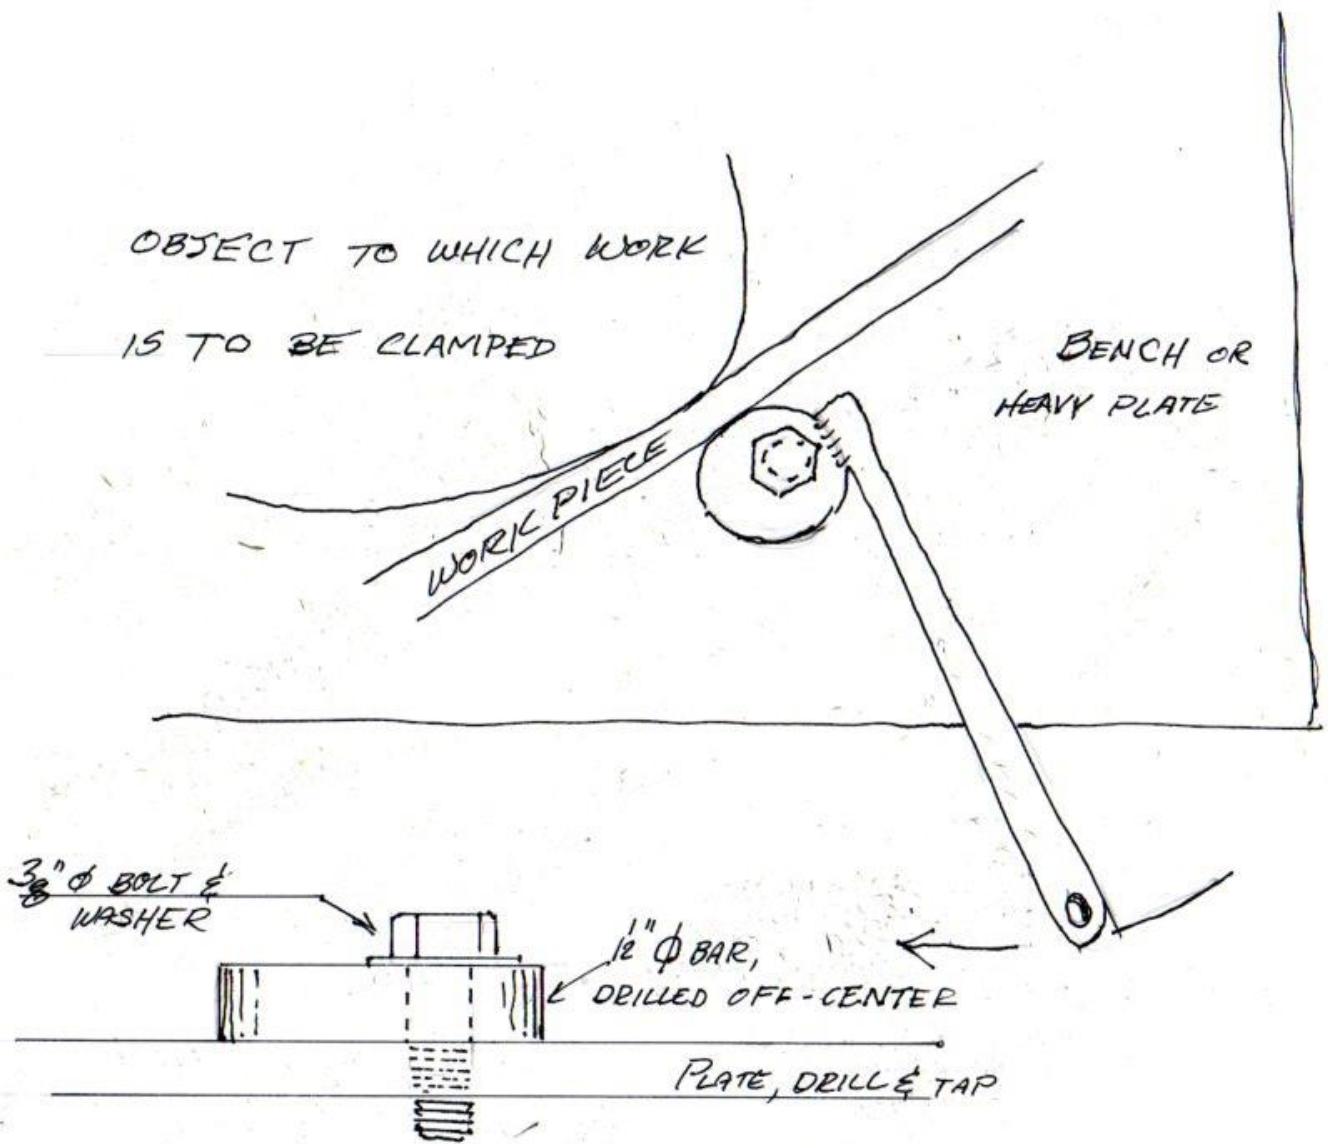 OBJECT TO WHICH WORK
IS TO BE CLAMPED
BENCH OR
HEAVY PLATE
WORK PIECE
3/8" ⌀ BOLT &
WASHER
1½" ⌀ BAR,
DRILLED OFF-CENTER
PLATE, DRILL & TAP